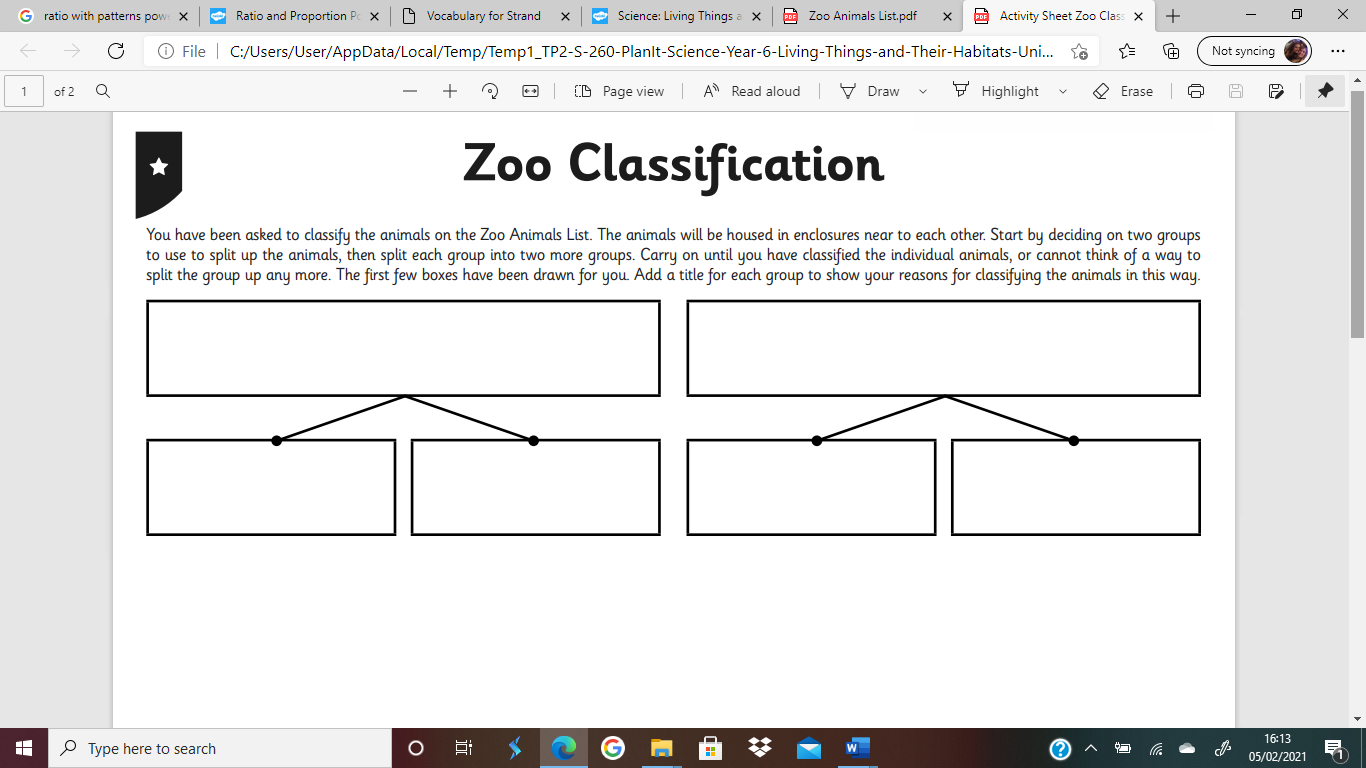 ratio with patterns pow
Ratio and Proportion Po
Vocabulary for Strand
Science: Living Things a
Zoo Animals List.pdf
Activity Sheet Zoo Clas
File
C:/Users/User/AppData/Local/Temp/Temp1_TP2-S-260-PlanIt-Science-Year-6-Living-Things-and-Their-Habitats-Uni...
Not syncing
1 of 2
Page view
Read aloud
Draw
Highlight
Erase
Zoo Classification
You have been asked to classify the animals on the Zoo Animals List. The animals will be housed in enclosures near to each other. Start by deciding on two groups
to use to split up the animals, then split each group into two more groups. Carry on until you have classified the individual animals, or cannot think of a way to
split the group up any more. The first few boxes have been drawn for you. Add a title for each group to show your reasons for classifying the animals in this way.
Type here to search
16:13
05/02/2021
1